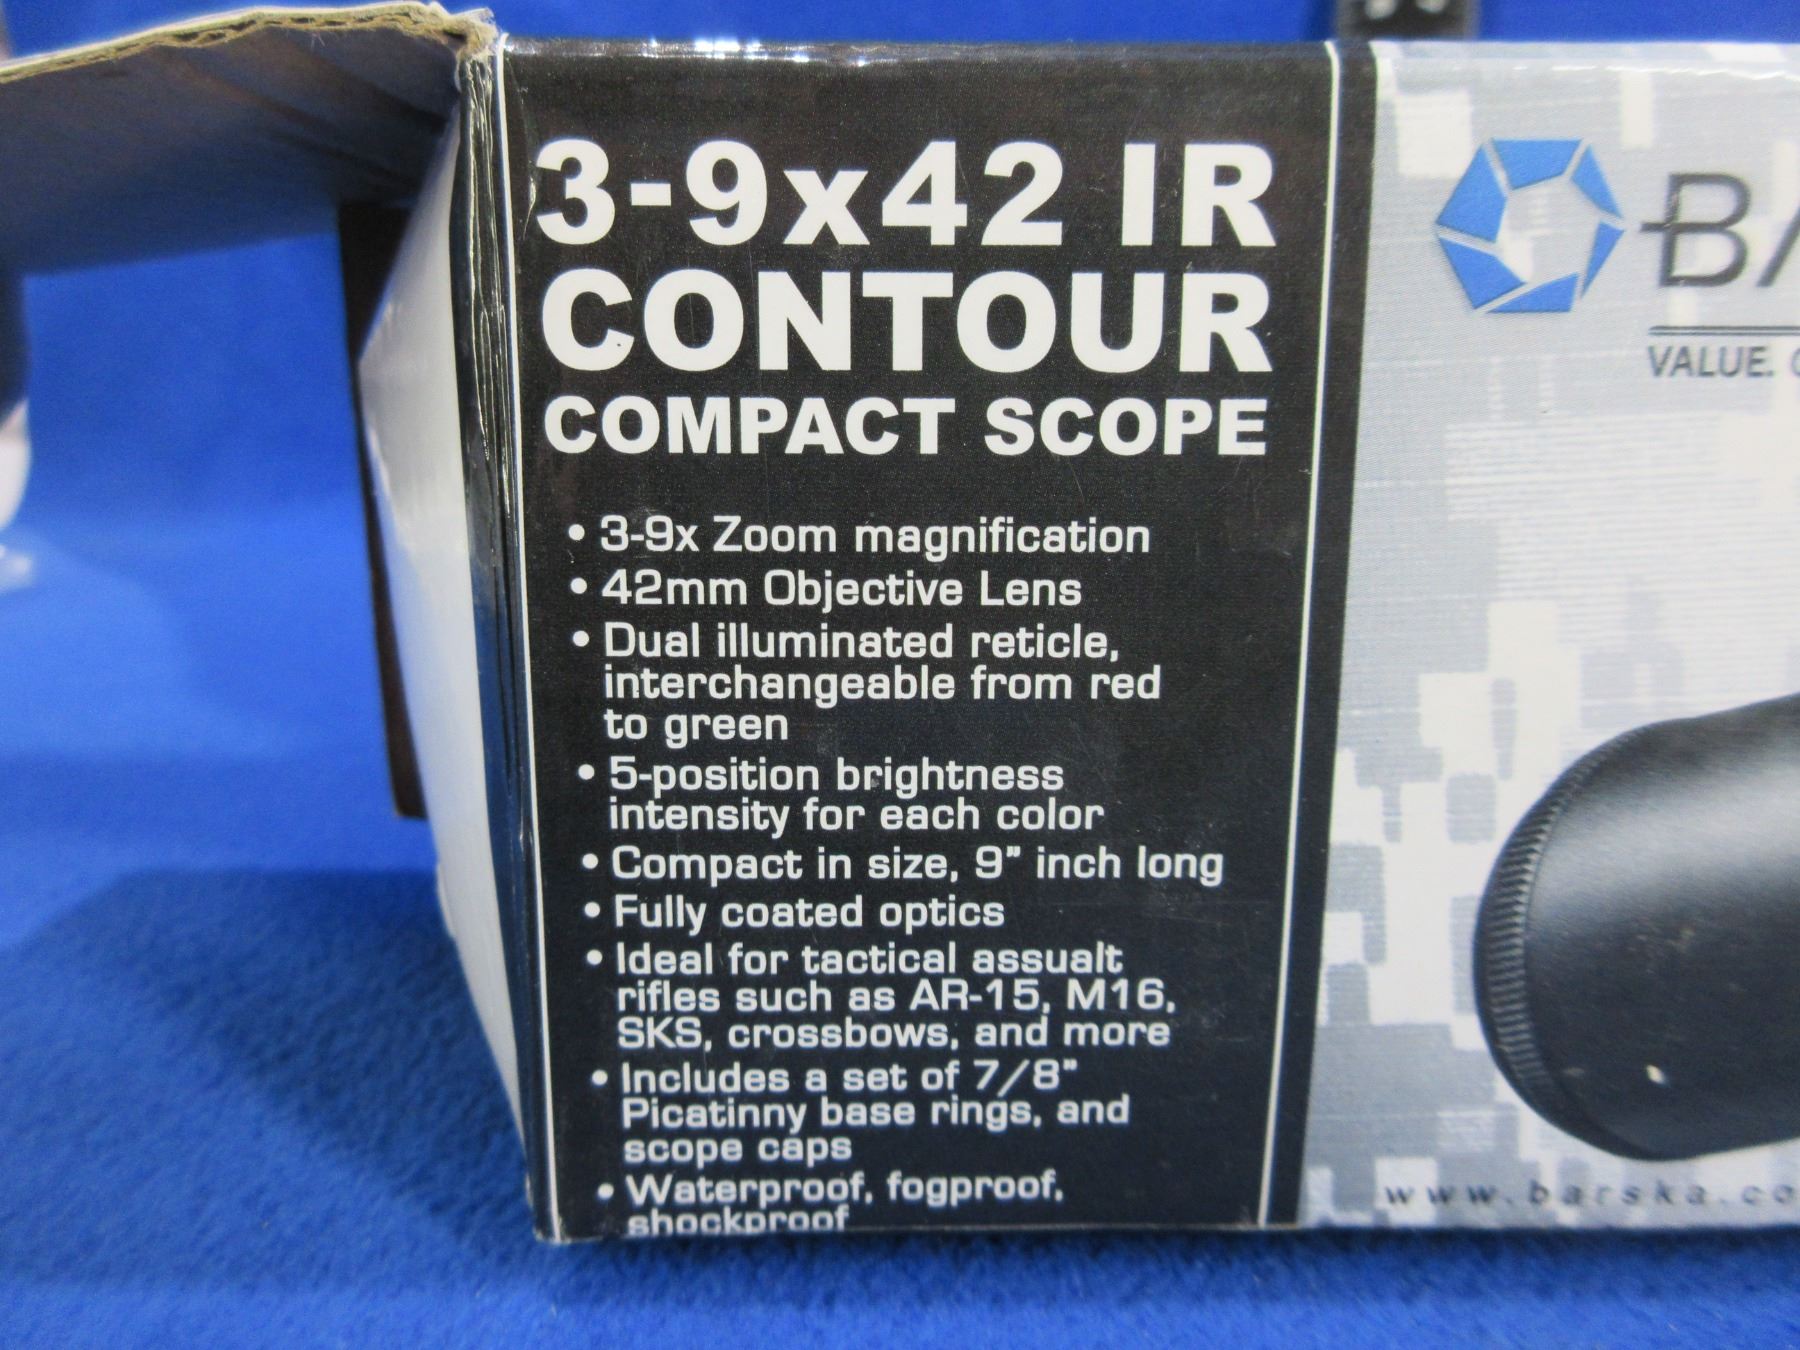 3-9x42 IR
CONTOUR
COMPACT SCOPE
• 3-9x Zoom magnification
• 42mm Objective Lens
• Dual illuminated reticle,
interchangeable from red
to green
• 5-position brightness
intensity for each color
• Compact in size, 9" inch long
• Fully coated optics
• Ideal for tactical assualt
rifles such as AR-15, M16,
SKS, crossbows, and more
• Includes a set of 7/8"
Picatinny base rings, and
scope caps
• Waterproof, fogproof,
shockproof
BA
VALUE.
www.barska.co